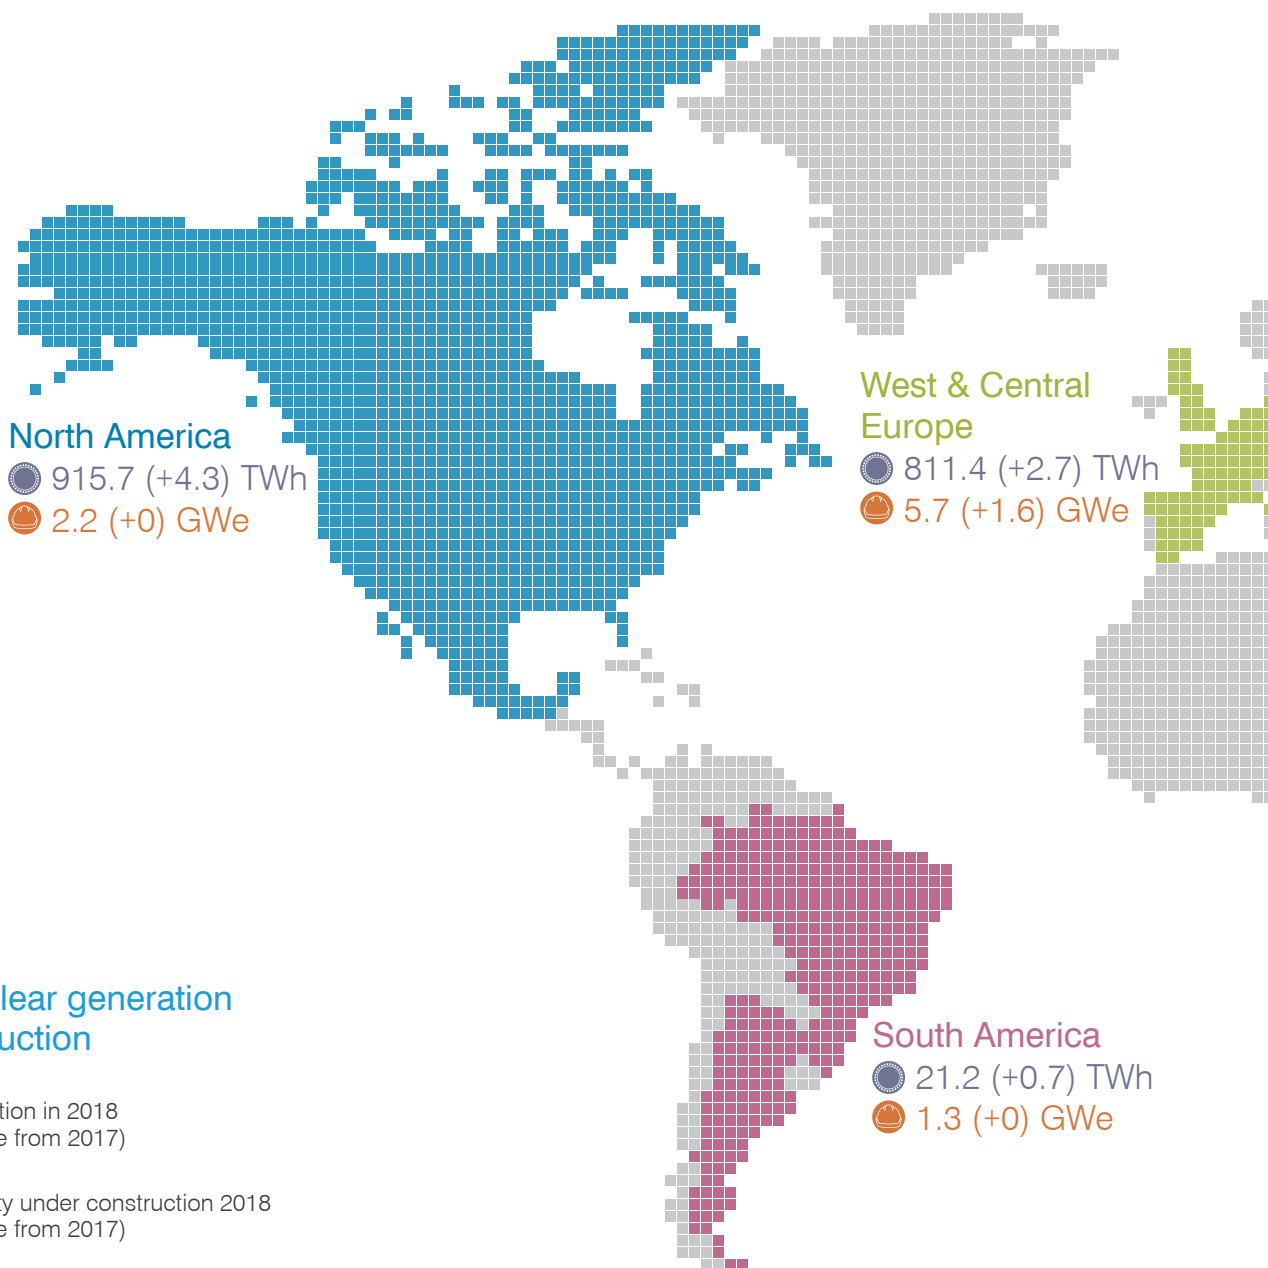 West & Central
Europe
811.4 (+2.7) TWh
5.7 (+1.6) GWe
North America
915.7 (+4.3) TWh
2.2 (+0) GWe
lear generation
uction
tion in 2018
e from 2017)
ty under construction 2018
e from 2017)
South America
21.2 (+0.7) TWh
1.3 (+0) GWe